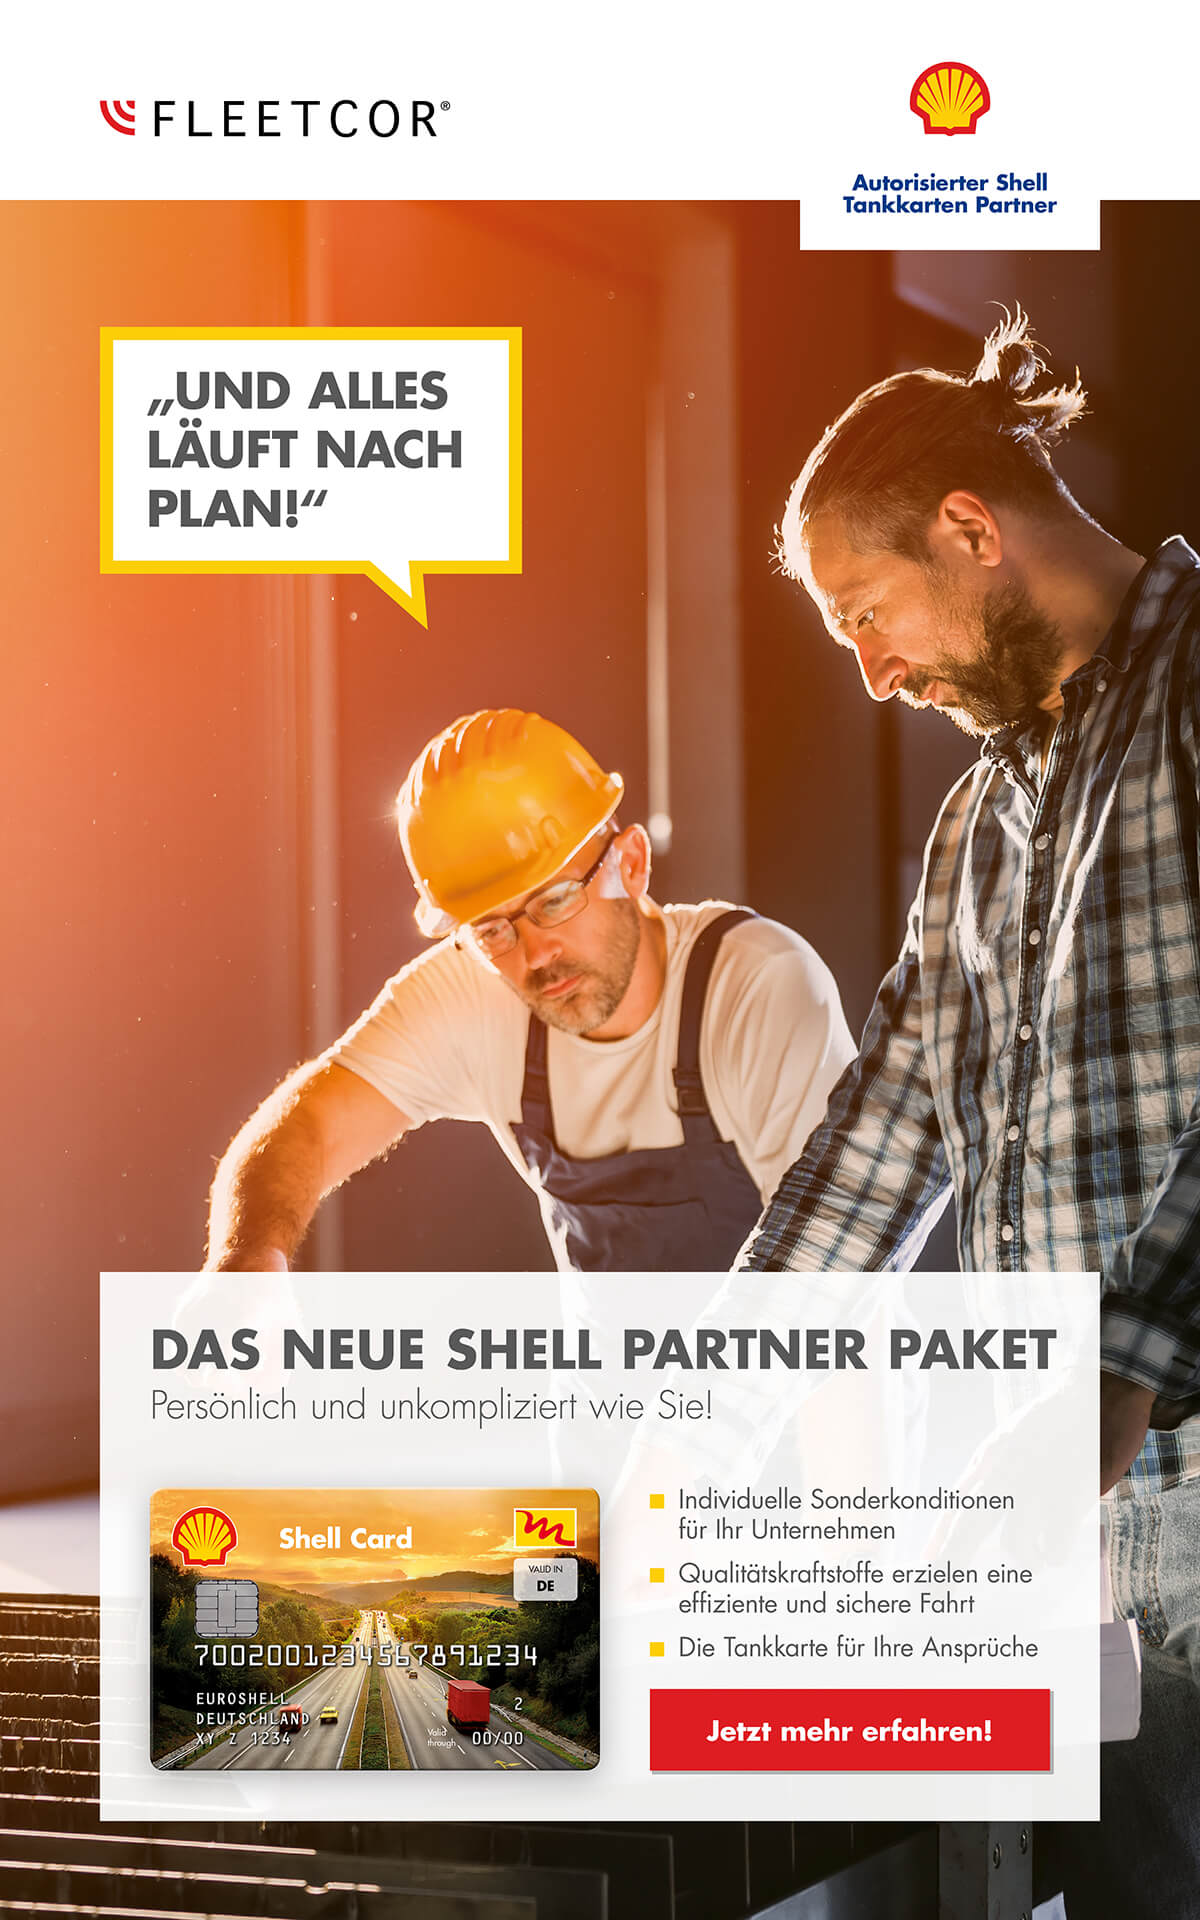 FLEETCOR®
Autorisierter Shell
Tankkarten Partner
„UND ALLES
LÄUFT NACH
PLAN!“
DAS NEUE SHELL PARTNER PAKET
Persönlich und unkompliziert wie Sie!
Shell Card
VALID IN
DE
7002001234567891234
EUROSHELL
2
DEUTSCHLAND
XY Z 1234
Valid
through
00/00
Individuelle Sonderkonditionen
für Ihr Unternehmen
Qualitätskraftstoffe erzielen eine
effiziente und sichere Fahrt
Die Tankkarte für Ihre Ansprüche
Jetzt mehr erfahren!